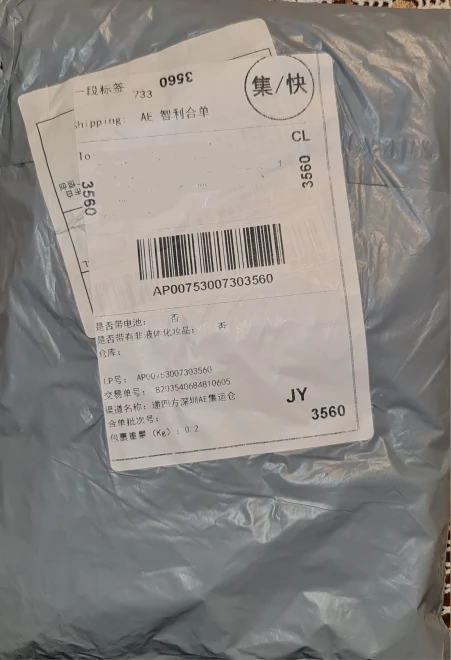 一段标签
733
3560
集/快
Shipping: AE 智利合单
To
CL
3560
3560
AP00753007303560
是否带电池: 否
是否带有非液体化妆品: 否
仓库:
LP号: AP00753007303560
交易单号: 8203540684810605
渠道名称: 递四方深圳AE集运仓
合单批次号:
包裹重量 (Kg) : 0.2
JY
3560